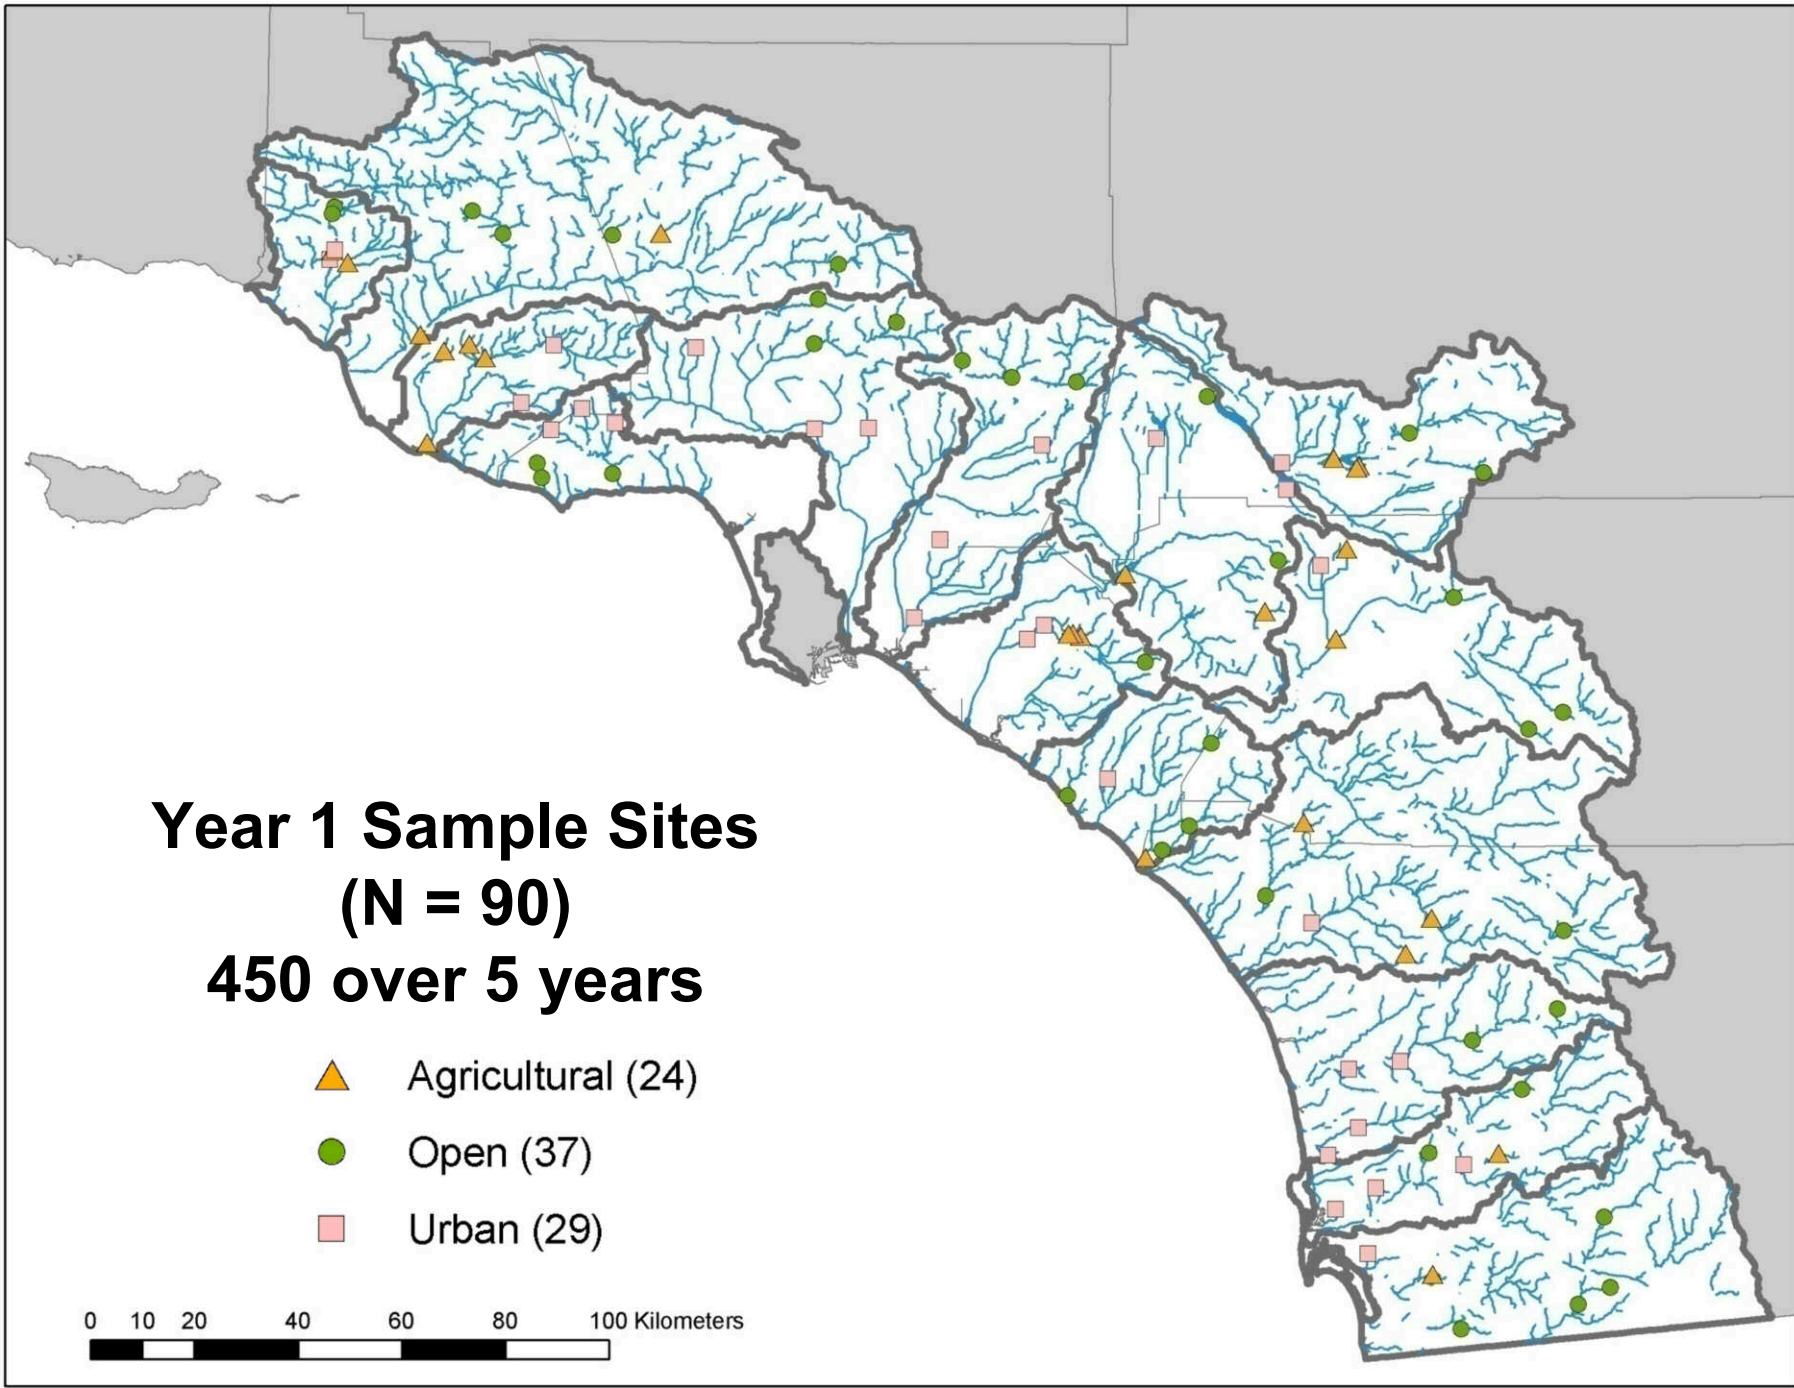 Year 1 Sample Sites
(N = 90)
450 over 5 years
Agricultural (24)
Open (37)
Urban (29)
0 10 20 40 60 80 100 Kilometers